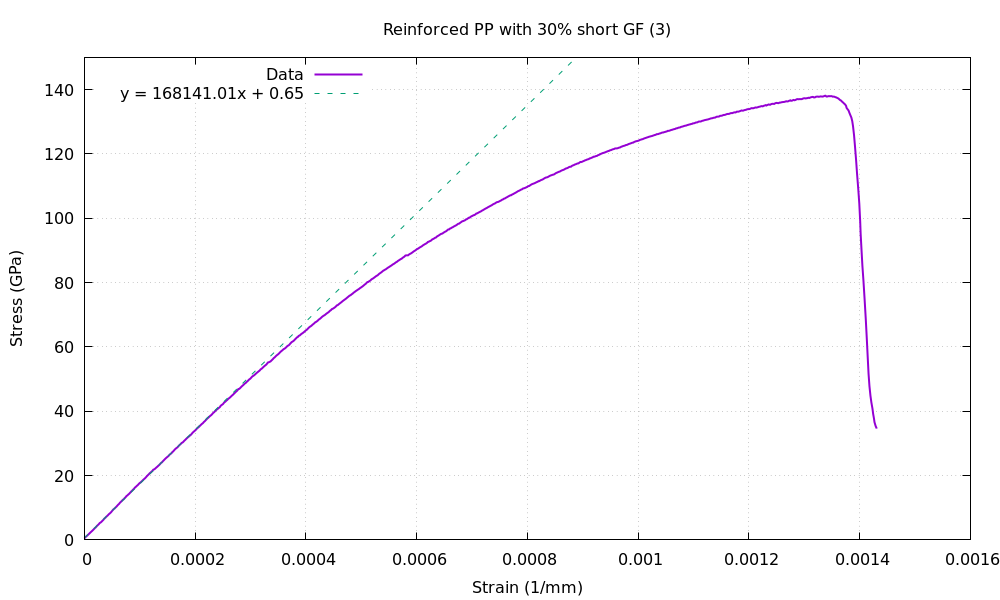 Reinforced PP with 30% short GF (3)
Data
y = 168141.01x + 0.65
140
120
100
80
60
40
20
0
Stress (GPa)
0 0.0002 0.0004 0.0006 0.0008 0.001 0.0012 0.0014 0.0016
Strain (1/mm)